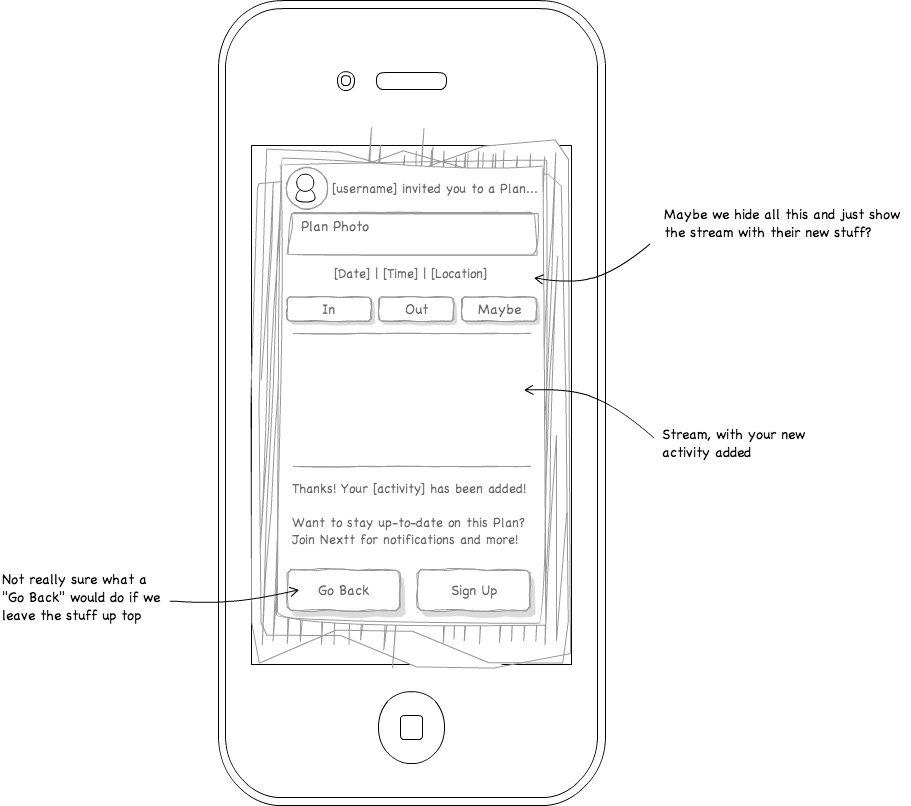 [username] invited you to a Plan...
Plan Photo
[Date] | [Time] | [Location]
In
Out
Maybe
Maybe we hide all this and just show
the stream with their new stuff?
Stream, with your new
activity added
Thanks! Your [activity] has been added!
Want to stay up-to-date on this Plan?
Join Nextt for notifications and more!
Go Back
Sign Up
Not really sure what a
"Go Back" would do if we
leave the stuff up top